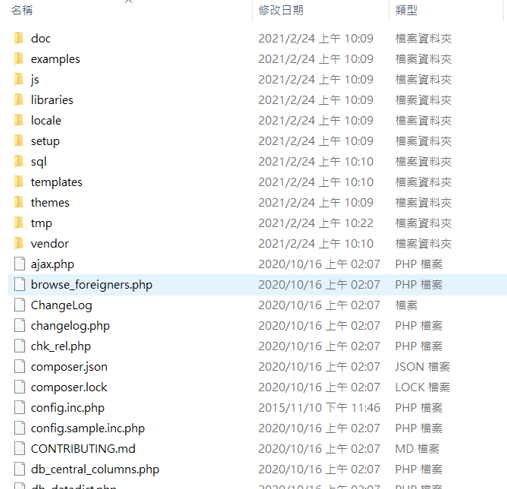 名稱 修改日期 類型
doc 2021/2/24 上午 10:09 檔案資料夾
examples 2021/2/24 上午 10:09 檔案資料夾
js 2021/2/24 上午 10:09 檔案資料夾
libraries 2021/2/24 上午 10:09 檔案資料夾
locale 2021/2/24 上午 10:09 檔案資料夾
setup 2021/2/24 上午 10:09 檔案資料夾
sql 2021/2/24 上午 10:10 檔案資料夾
templates 2021/2/24 上午 10:10 檔案資料夾
themes 2021/2/24 上午 10:09 檔案資料夾
tmp 2021/2/24 上午 10:22 檔案資料夾
vendor 2021/2/24 上午 10:10 檔案資料夾
ajax.php 2020/10/16 上午 02:07 PHP 檔案
browse_foreigners.php 2020/10/16 上午 02:07 PHP 檔案
ChangeLog 2020/10/16 上午 02:07 檔案
changelog.php 2020/10/16 上午 02:07 PHP 檔案
chk_rel.php 2020/10/16 上午 02:07 PHP 檔案
composer.json 2020/10/16 上午 02:07 JSON 檔案
composer.lock 2020/10/16 上午 02:07 LOCK 檔案
config.inc.php 2015/11/10 下午 11:46 PHP 檔案
config.sample.inc.php 2020/10/16 上午 02:07 PHP 檔案
CONTRIBUTING.md 2020/10/16 上午 02:07 MD 檔案
db_central_columns.php 2020/10/16 上午 02:07 PHP 檔案
db_datadict.php 2020/10/16 上午 02:07 PHP 檔案